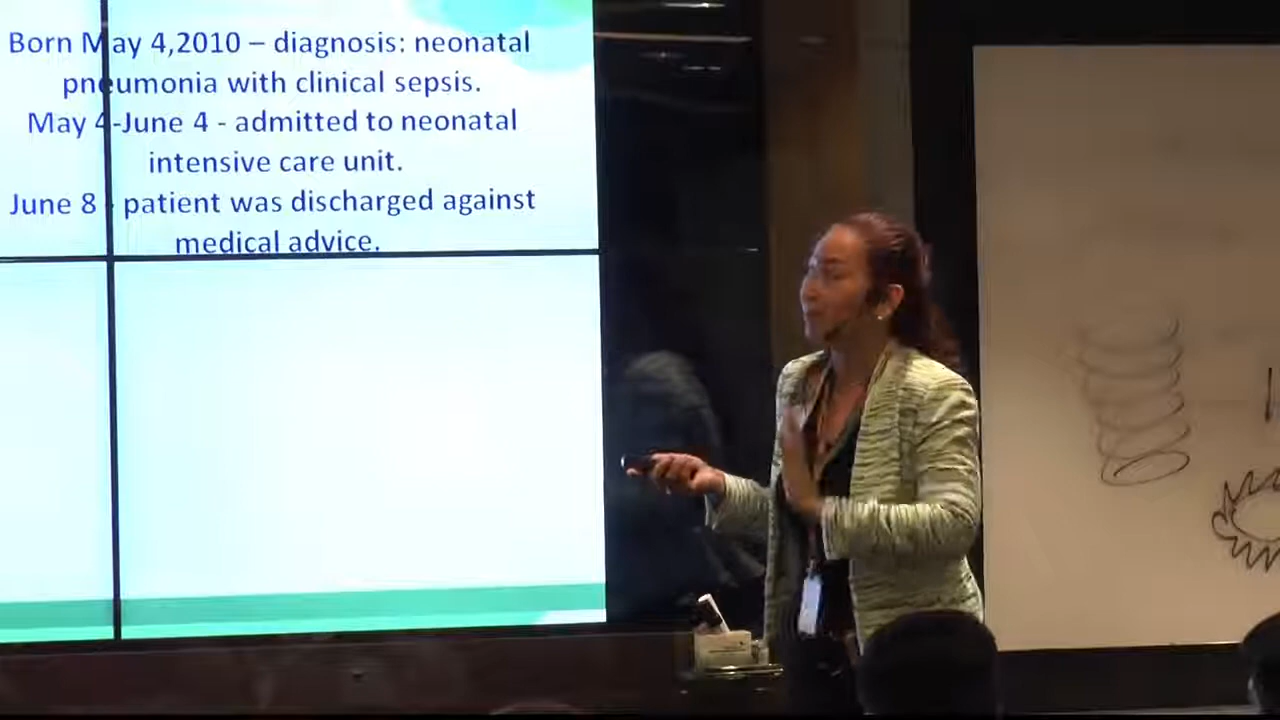 Born May 4,2010 – diagnosis: neonatal
pneumonia with clinical sepsis.
May 4-June 4 - admitted to neonatal
intensive care unit.
June 8 - patient was discharged against
medical advice.